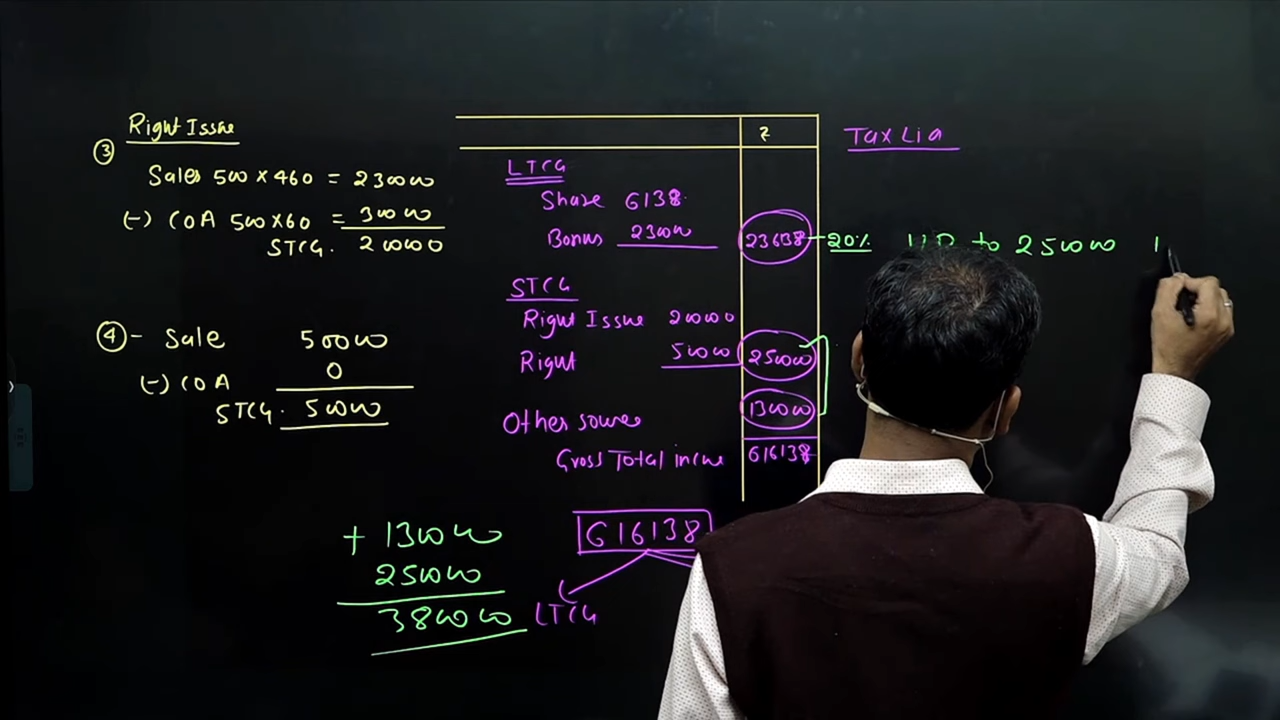 ③ Right Issue
Sales 500 x 460 = 230000
(-) COA 500x60 = 30000
STCG. 200000
④ - Sale 50000
(-) COA 0
STCG. 50000
+ 130000
250000
380000
₹
LTCG
Share 6138
Bonus 230000 236138 - 20%
STCG
Right Issue 200000
Right 50000 250000
Other source 130000
Gross Total income 616138
616138
LTCG
Tax Lia
to 250000